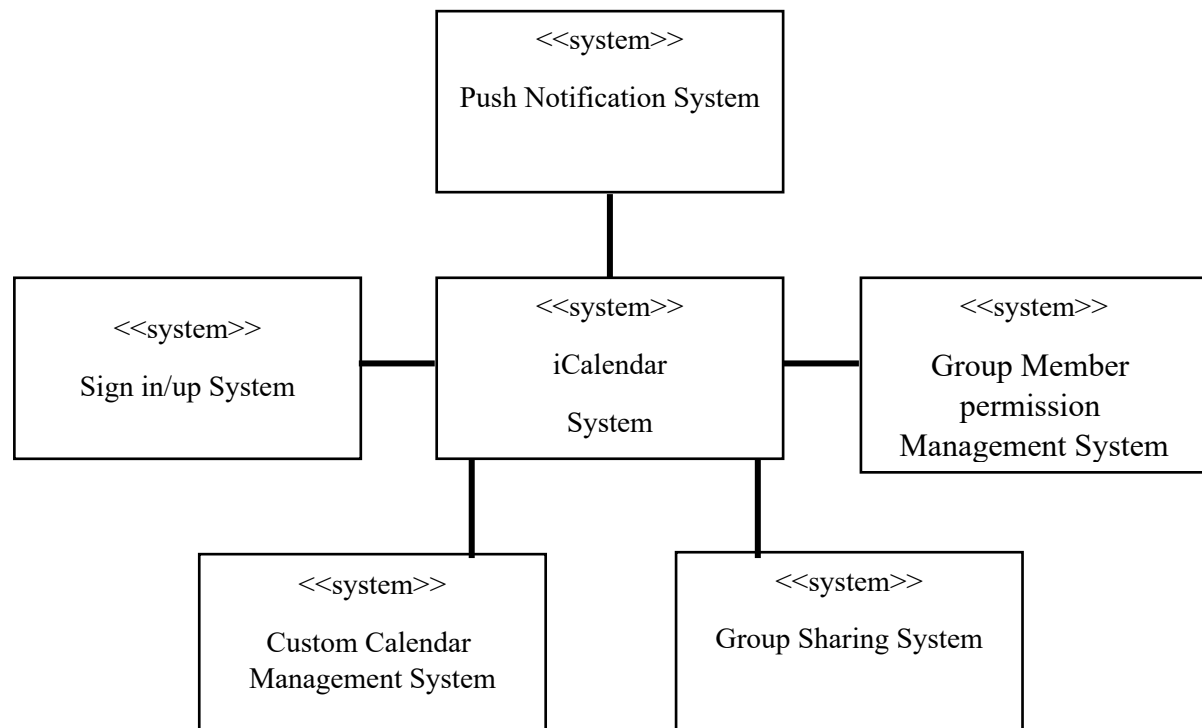 <<system>>
Push Notification System
<<system>>
Sign in/up System
<<system>>
iCalendar
System
<<system>>
Group Member
permission
Management System
<<system>>
Custom Calendar
Management System
<<system>>
Group Sharing System